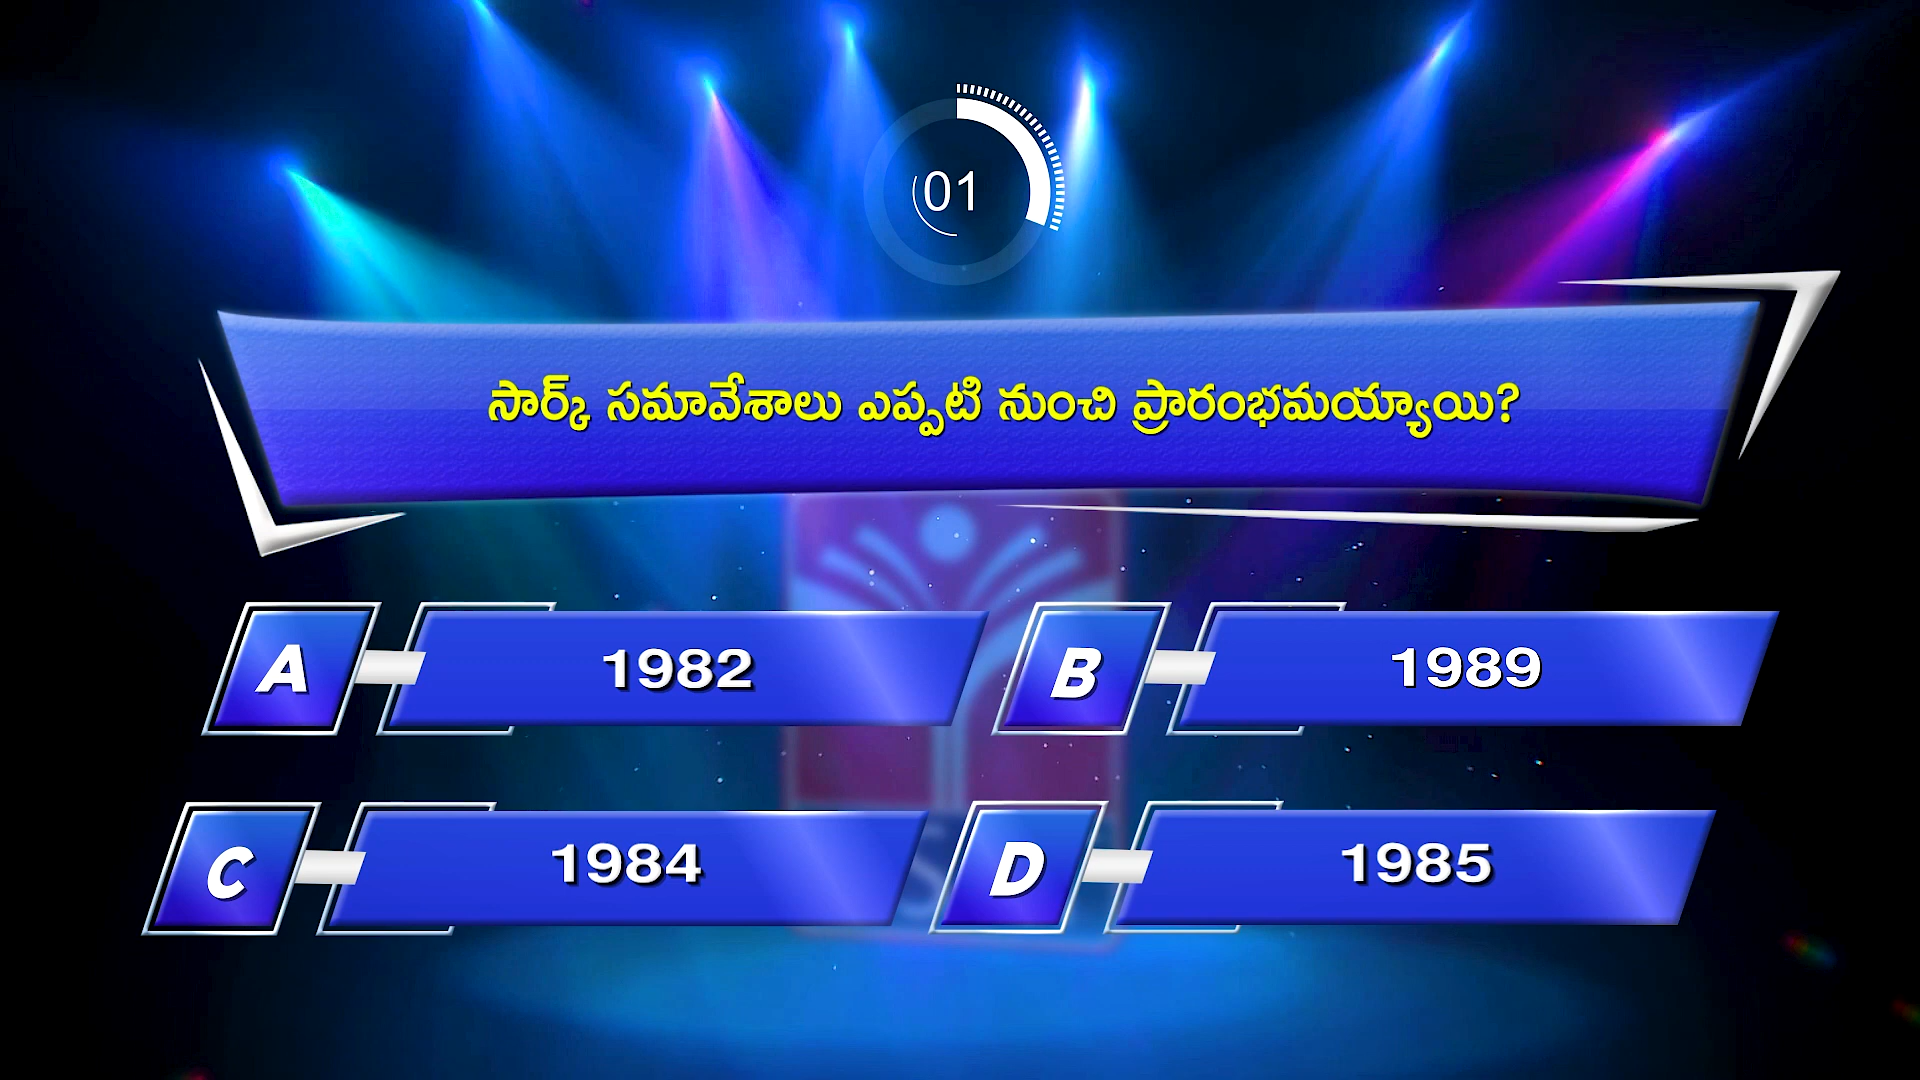 01
సార్క్ సమావేశాలు ఎప్పటి నుంచి ప్రారంభమయ్యాయి?
A 1982
B 1989
C 1984
D 1985